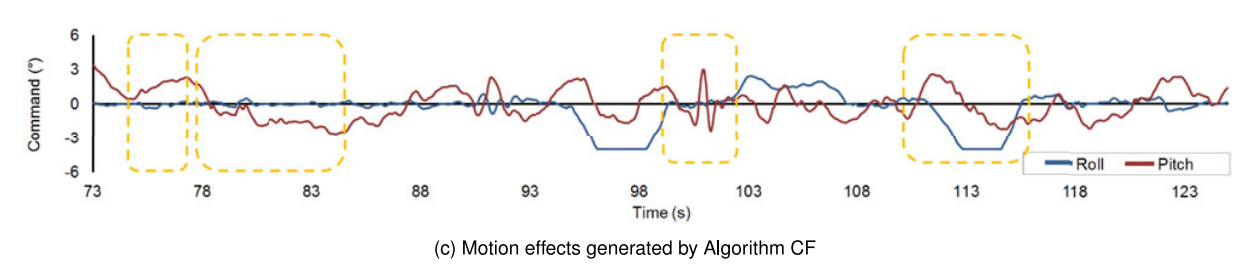 Command (°)
6
3
0
-3
-6
73 78 83 88 93 98 103 108 113 118 123
Time (s)
Roll Pitch
(c) Motion effects generated by Algorithm CF